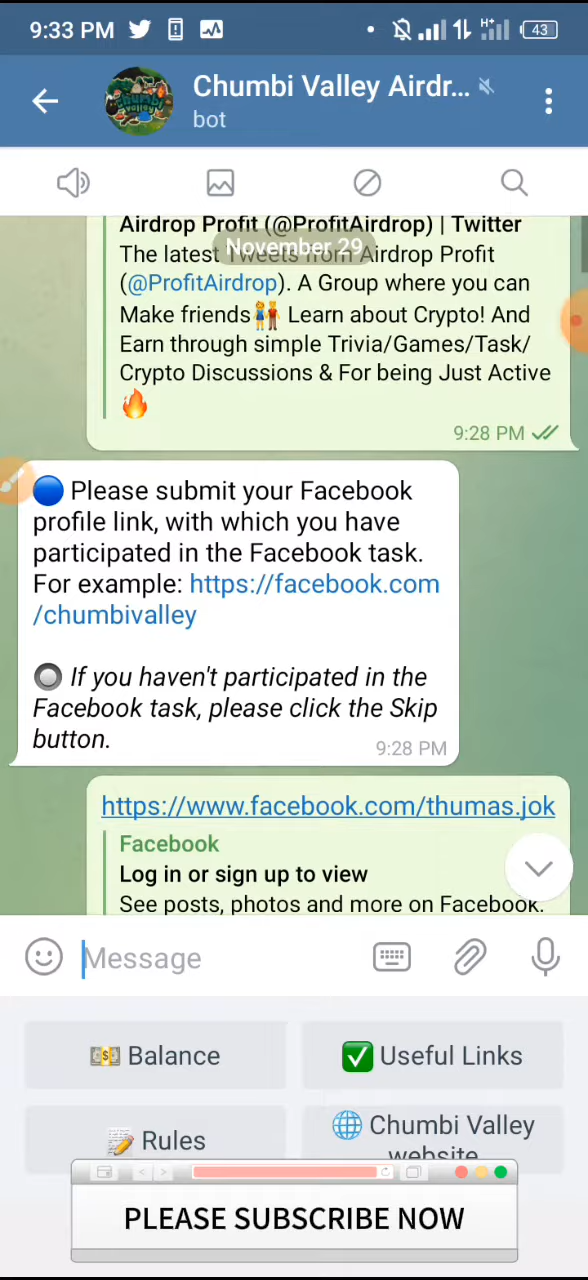 9:33 PM
H+
43
Chumbi Valley Airdr...
bot
Airdrop Profit (@ProfitAirdrop) | Twitter
November 29
The latest Tweets from Airdrop Profit
(@ProfitAirdrop). A Group where you can
Make friends👫 Learn about Crypto! And
Earn through simple Trivia/Games/Task/
Crypto Discussions & For being Just Active
🔥
9:28 PM
🔵 Please submit your Facebook
profile link, with which you have
participated in the Facebook task.
For example: https://facebook.com
/chumbivalley
🔘 If you haven't participated in the
Facebook task, please click the Skip
button.
9:28 PM
https://www.facebook.com/thumas.jok
Facebook
Log in or sign up to view
See posts, photos and more on Facebook.
Message
💵 Balance
✅ Useful Links
📝 Rules
🌐 Chumbi Valley
website
PLEASE SUBSCRIBE NOW